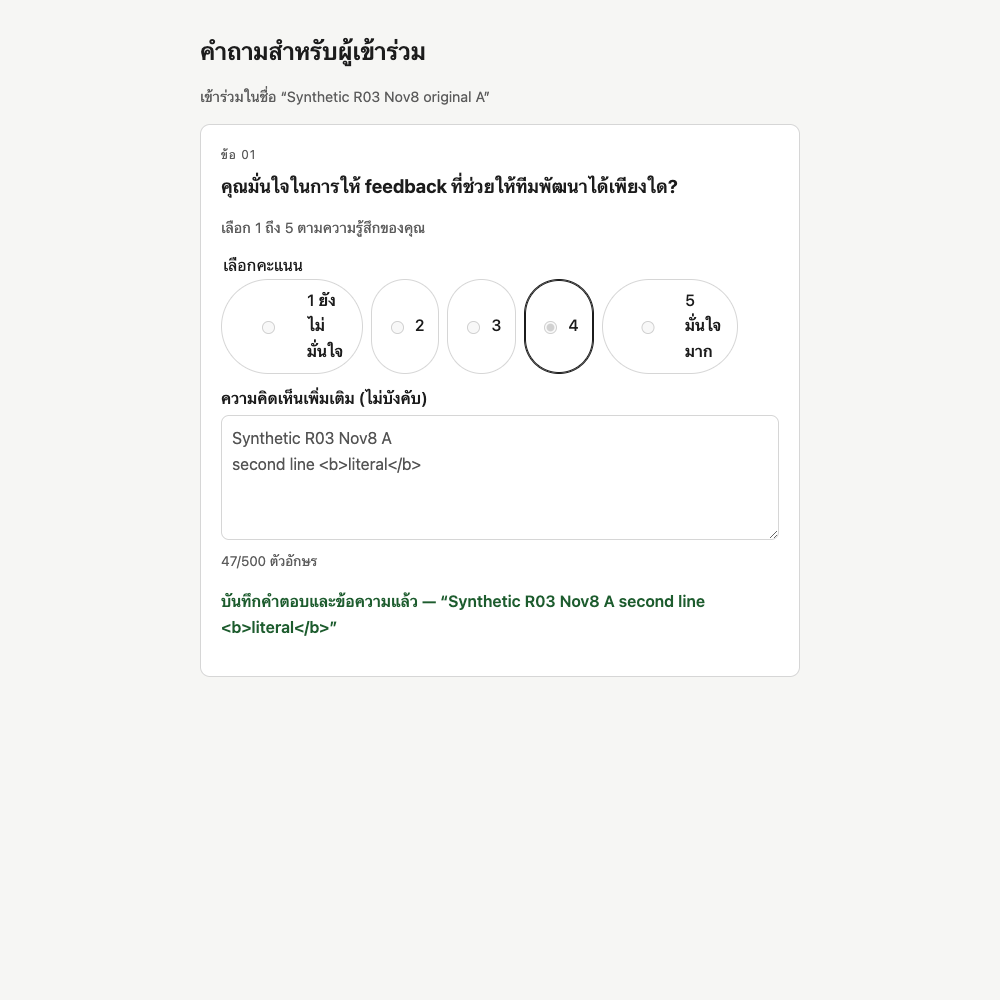 คำถามสำหรับผู้เข้าร่วม
เข้าร่วมในชื่อ “Synthetic R03 Nov8 original A”
ข้อ 01
คุณมั่นใจในการให้ feedback ที่ช่วยให้ทีมพัฒนาได้เพียงใด?
เลือก 1 ถึง 5 ตามความรู้สึกของคุณ
เลือกคะแนน
1 ยัง
ไม่
มั่นใจ
2
3
4
5
มั่นใจ
มาก
ความคิดเห็นเพิ่มเติม (ไม่บังคับ)
Synthetic R03 Nov8 A
second line <b>literal</b>
47/500 ตัวอักษร
บันทึกคำตอบและข้อความแล้ว — “Synthetic R03 Nov8 A second line
<b>literal</b>”